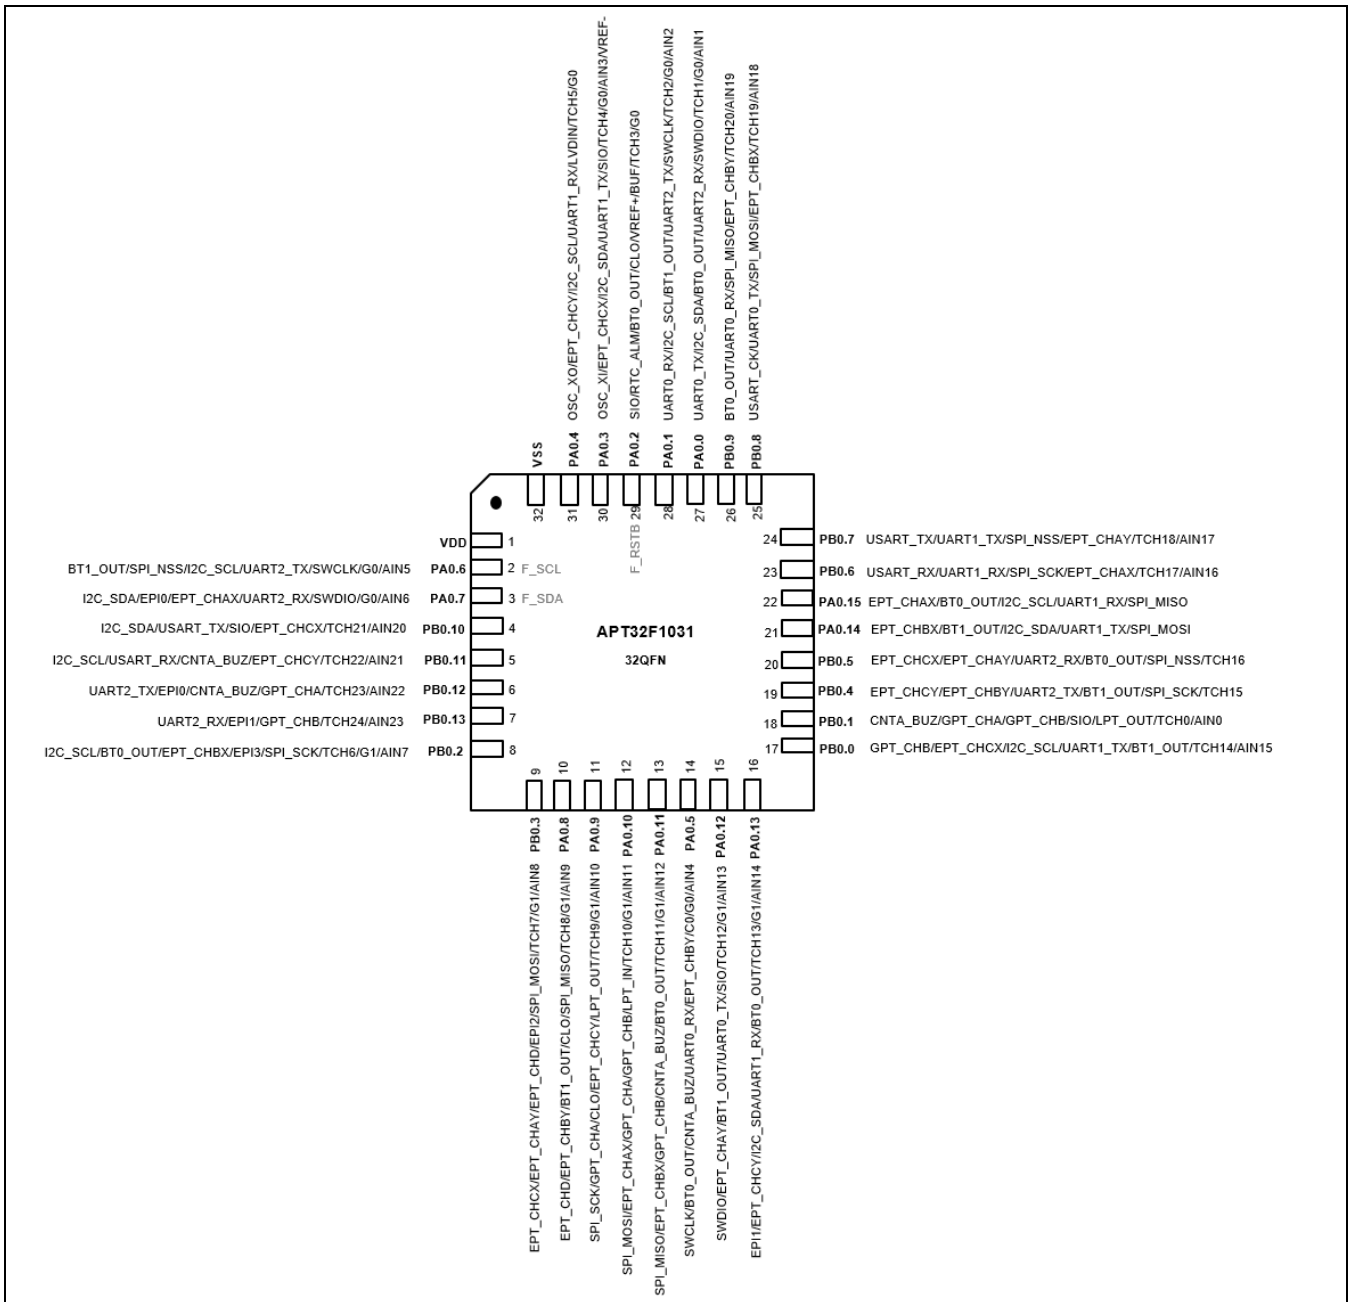 OSC_XO/EPT_CHCY/I2C_SCL/UART1_RX/LVDIN/TCH5/G0
OSC_XI/EPT_CHCX/I2C_SDA/UART1_TX/SIO/TCH4/G0/AIN3/VREF-
SIO/RTC_ALM/BT0_OUT/CLO/VREF+/BUF/TCH3/G0
UART0_RX/I2C_SCL/BT1_OUT/UART2_TX/SWCLK/TCH2/G0/AIN2
UART0_TX/I2C_SDA/BT0_OUT/UART2_RX/SWDIO/TCH1/G0/AIN1
BT0_OUT/UART0_RX/SPI_MISO/EPT_CHBY/TCH20/AIN19
USART_CK/UART0_TX/SPI_MOSI/EPT_CHBX/TCH19/AIN18
VSS
PA0.4
PA0.3
PA0.2
PA0.1
PA0.0
PB0.9
PB0.8
32
31
30
29
28
27
26
25
F_RSTB
VDD 1
BT1_OUT/SPI_NSS/I2C_SCL/UART2_TX/SWCLK/G0/AIN5 PA0.6 2 F_SCL
I2C_SDA/EPI0/EPT_CHAX/UART2_RX/SWDIO/G0/AIN6 PA0.7 3 F_SDA
I2C_SDA/USART_TX/SIO/EPT_CHCX/TCH21/AIN20 PB0.10 4
I2C_SCL/USART_RX/CNTA_BUZ/EPT_CHCY/TCH22/AIN21 PB0.11 5
UART2_TX/EPI0/CNTA_BUZ/GPT_CHA/TCH23/AIN22 PB0.12 6
UART2_RX/EPI1/GPT_CHB/TCH24/AIN23 PB0.13 7
I2C_SCL/BT0_OUT/EPT_CHBX/EPI3/SPI_SCK/TCH6/G1/AIN7 PB0.2 8
APT32F1031
32QFN
24 PB0.7 USART_TX/UART1_TX/SPI_NSS/EPT_CHAY/TCH18/AIN17
23 PB0.6 USART_RX/UART1_RX/SPI_SCK/EPT_CHAX/TCH17/AIN16
22 PA0.15 EPT_CHAX/BT0_OUT/I2C_SCL/UART1_RX/SPI_MISO
21 PA0.14 EPT_CHBX/BT1_OUT/I2C_SDA/UART1_TX/SPI_MOSI
20 PB0.5 EPT_CHCX/EPT_CHAY/UART2_RX/BT0_OUT/SPI_NSS/TCH16
19 PB0.4 EPT_CHCY/EPT_CHBY/UART2_TX/BT1_OUT/SPI_SCK/TCH15
18 PB0.1 CNTA_BUZ/GPT_CHA/GPT_CHB/SIO/LPT_OUT/TCH0/AIN0
17 PB0.0 GPT_CHB/EPT_CHCX/I2C_SCL/UART1_TX/BT1_OUT/TCH14/AIN15
9
10
11
12
13
14
15
16
PB0.3
PA0.8
PA0.9
PA0.10
PA0.11
PA0.5
PA0.12
PA0.13
EPT_CHCX/EPT_CHAY/EPT_CHD/EPI2/SPI_MOSI/TCH7/G1/AIN8
EPT_CHD/EPT_CHBY/BT1_OUT/CLO/SPI_MISO/TCH8/G1/AIN9
SPI_SCK/GPT_CHA/CLO/EPT_CHCY/LPT_OUT/TCH9/G1/AIN10
SPI_MOSI/EPT_CHAX/GPT_CHA/GPT_CHB/LPT_IN/TCH10/G1/AIN11
SPI_MISO/EPT_CHBX/GPT_CHB/CNTA_BUZ/BT0_OUT/TCH11/G1/AIN12
SWCLK/BT0_OUT/CNTA_BUZ/UART0_RX/EPT_CHBY/C0/G0/AIN4
SWDIO/EPT_CHAY/BT1_OUT/UART0_TX/SIO/TCH12/G1/AIN13
EPI1/EPT_CHCY/I2C_SDA/UART1_RX/BT0_OUT/TCH13/G1/AIN14